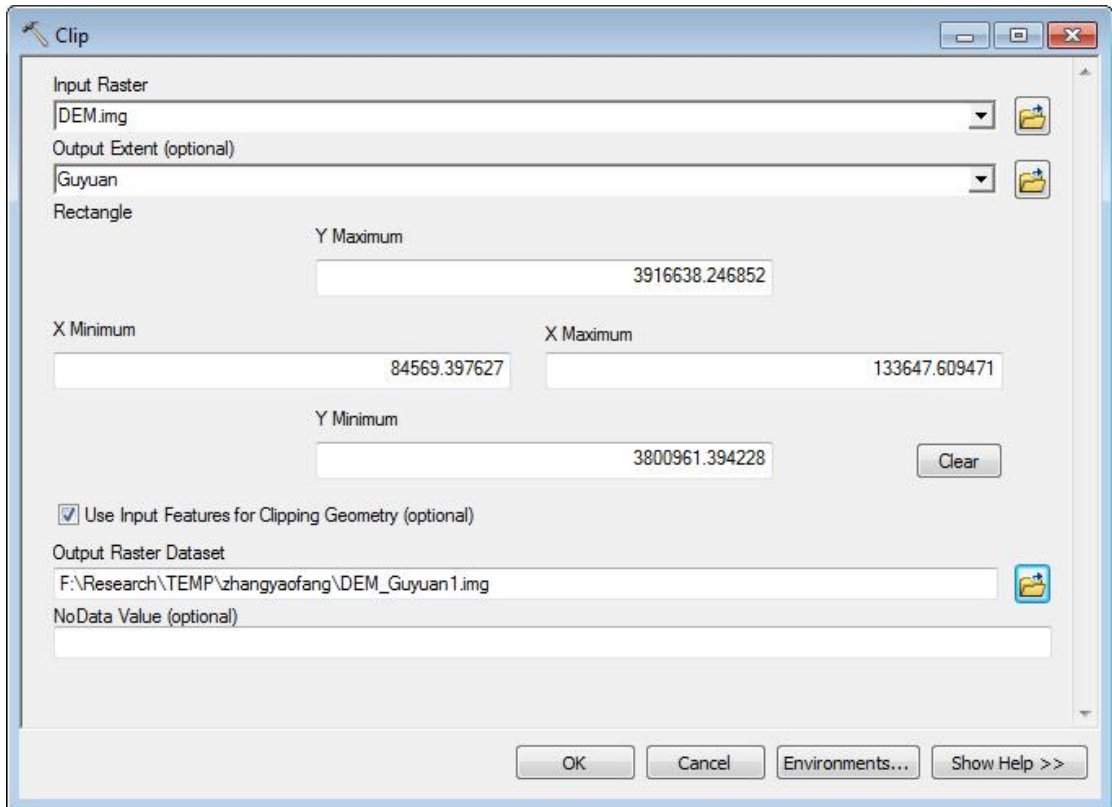 Clip
Input Raster
DEM.img
Output Extent (optional)
Guyuan
Rectangle
Y Maximum
3916638.246852
X Minimum
X Maximum
84569.397627
133647.609471
Y Minimum
3800961.394228
Clear
Use Input Features for Clipping Geometry (optional)
Output Raster Dataset
F:\Research\TEMP\zhangyaofang\DEM_Guyuan1.img
NoData Value (optional)
OK
Cancel
Environments...
Show Help >>